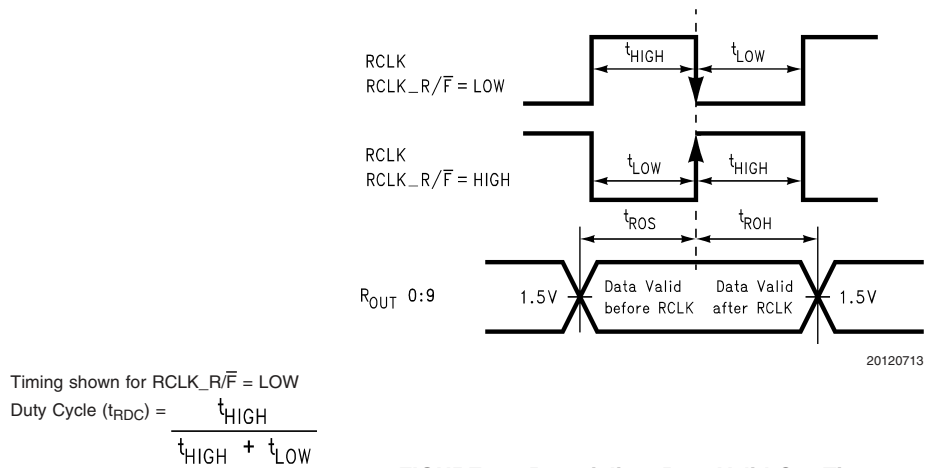 RCLK
RCLK_R/F̅ = LOW
tHIGH
tLOW
RCLK
RCLK_R/F̅ = HIGH
tLOW
tHIGH
tROS
tROH
ROUT 0:9
1.5V
Data Valid
before RCLK
Data Valid
after RCLK
1.5V
20120713
Timing shown for RCLK_R/F̅ = LOW
Duty Cycle (tRDC) =
tHIGH
tHIGH + tLOW